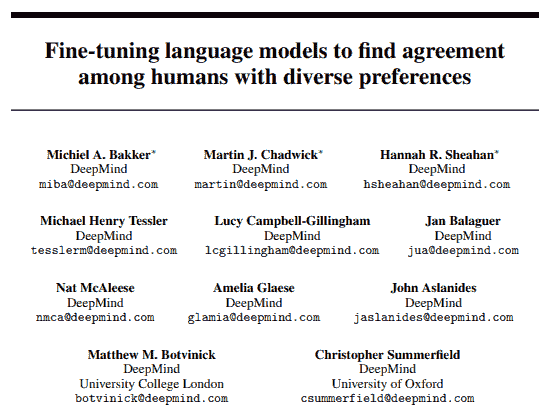 Fine-tuning language models to find agreement
among humans with diverse preferences
Michiel A. Bakker* Martin J. Chadwick* Hannah R. Sheahan*
DeepMind DeepMind DeepMind
miba@deepmind.com martin@deepmind.com hsheahan@deepmind.com
Michael Henry Tessler Lucy Campbell-Gillingham Jan Balaguer
DeepMind DeepMind DeepMind
tesslerm@deepmind.com lcgillingham@deepmind.com jua@deepmind.com
Nat McAleese Amelia Glaese John Aslanides
DeepMind DeepMind DeepMind
nmca@deepmind.com glamia@deepmind.com jaslanides@deepmind.com
Matthew M. Botvinick Christopher Summerfield
DeepMind DeepMind
University College London University of Oxford
botvinick@deepmind.com csummerfield@deepmind.com